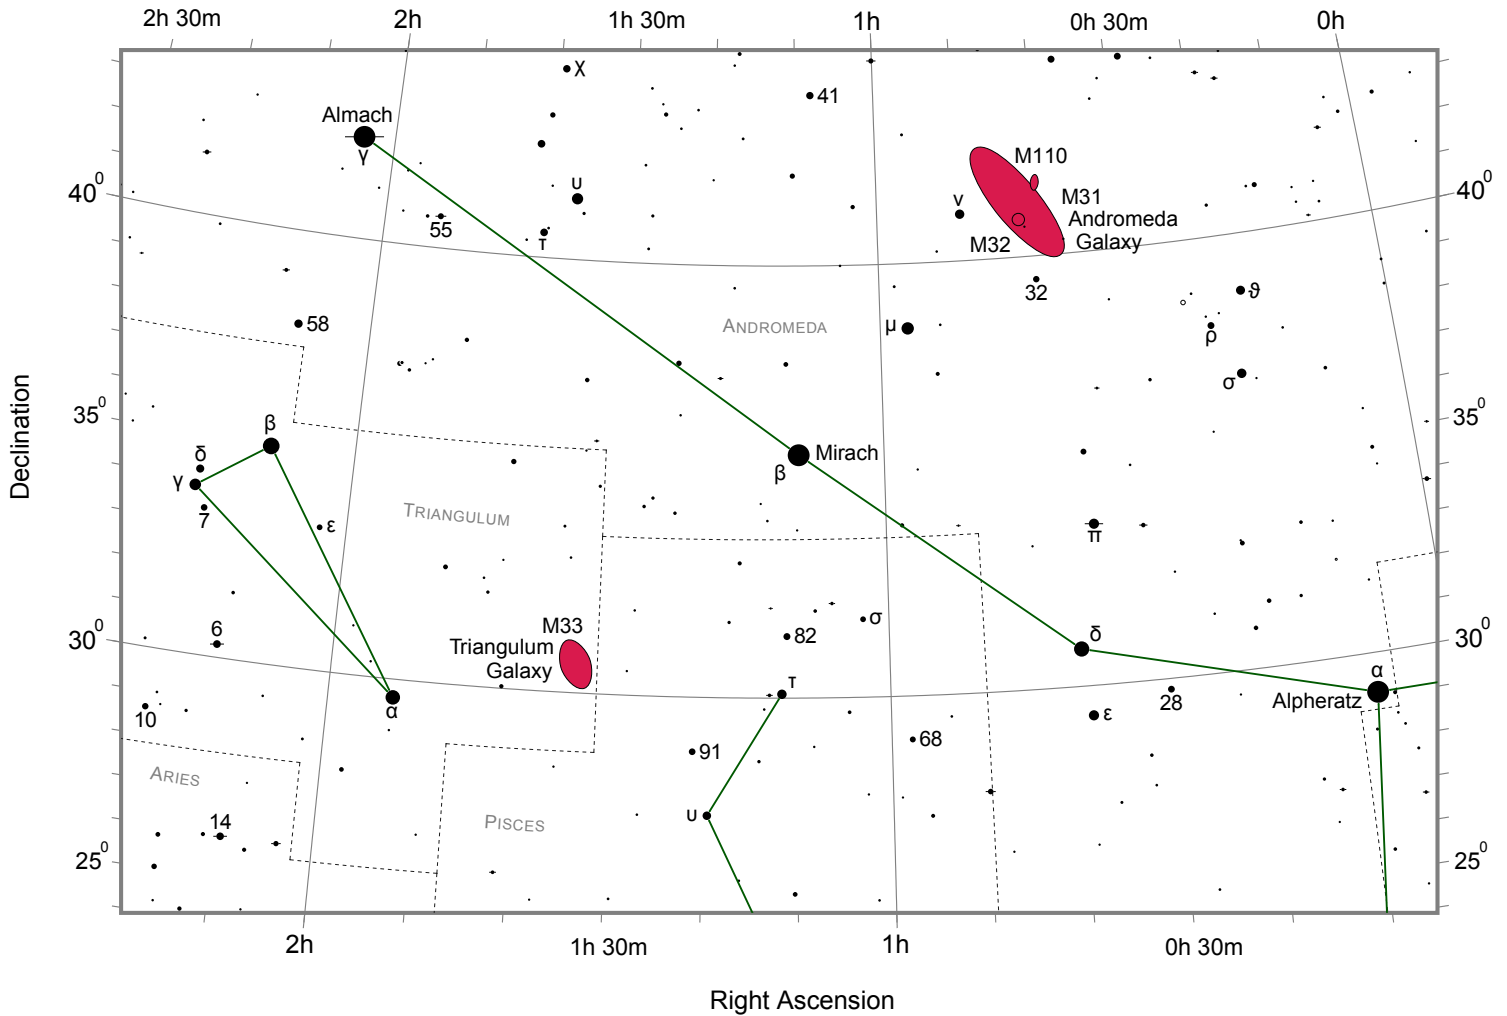 2h 30m 2h 1h 30m 1h 0h 30m 0h
χ
41
Almach
γ
M110
40⁰
40⁰
υ
M31
ν
Andromeda
55
τ
M32
Galaxy
32
ϑ
58
ANDROMEDA
μ
ρ
σ
35⁰
35⁰
β
Mirach
β
δ
γ
7
ε
TRIANGULUM
π
Declination
6
M33
82
σ
δ
30⁰
30⁰
Triangulum
Galaxy
τ
α
Alpheratz
28
10
α
ε
91
68
ARIES
14
υ
PISCES
25⁰
25⁰
2h 1h 30m 1h 0h 30m
Right Ascension